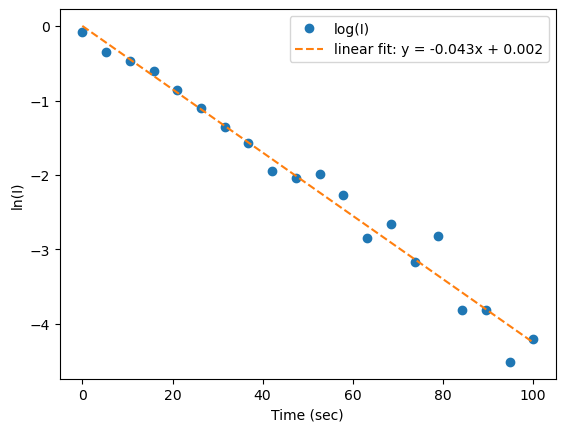 log(I)
linear fit: y = -0.043x + 0.002
0
−1
−2
−3
−4
ln(I)
0 20 40 60 80 100
Time (sec)